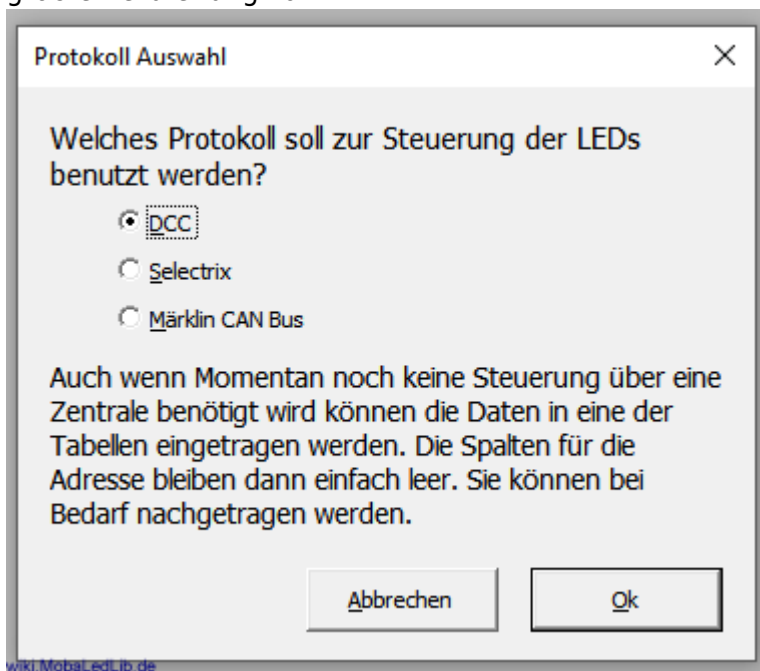 Protokoll Auswahl
Welches Protokoll soll zur Steuerung der LEDs
benutzt werden?
DCC
Selectrix
Märklin CAN Bus
Auch wenn Momentan noch keine Steuerung über eine
Zentrale benötigt wird können die Daten in eine der
Tabellen eingetragen werden. Die Spalten für die
Adresse bleiben dann einfach leer. Sie können bei
Bedarf nachgetragen werden.
Abbrechen Ok
wiki.MobaLedLib.de